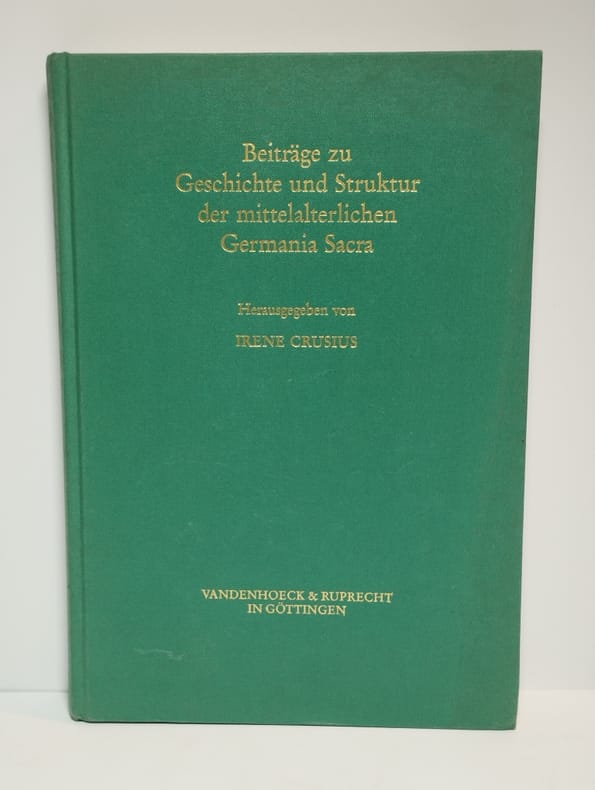 Beiträge zu
Geschichte und Struktur
der mittelalterlichen
Germania Sacra
Herausgegeben von
IRENE CRUSIUS
VANDENHOECK & RUPRECHT
IN GÖTTINGEN